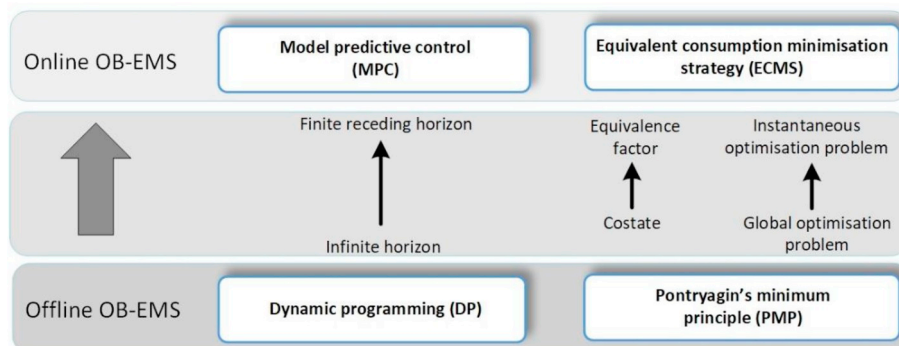 Online OB-EMS
Model predictive control
(MPC)
Equivalent consumption minimisation
strategy (ECMS)
Finite receding horizon
Infinite horizon
Equivalence
factor
Costate
Instantaneous
optimisation problem
Global optimisation
problem
Offline OB-EMS
Dynamic programming (DP)
Pontryagin's minimum
principle (PMP)